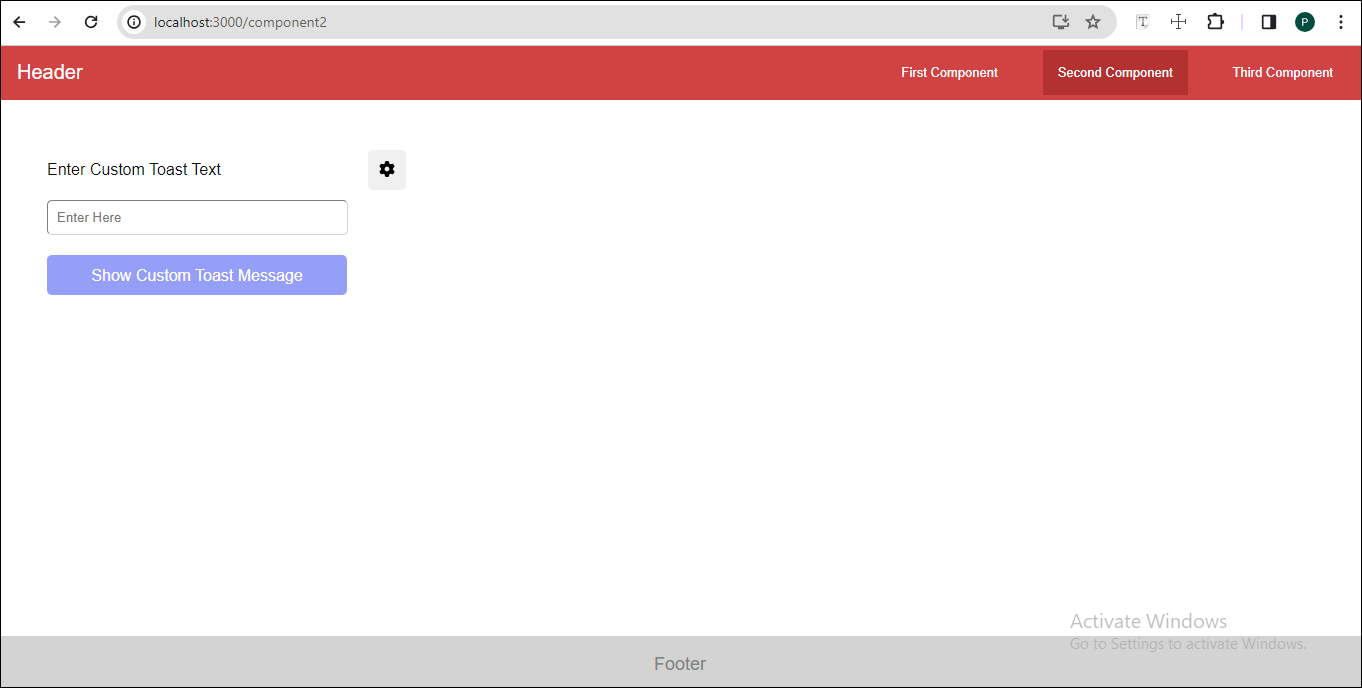 localhost:3000/component2
T
P
Header
First Component
Second Component
Third Component
Enter Custom Toast Text
Enter Here
Show Custom Toast Message
Activate Windows
Go to Settings to activate Windows.
Footer